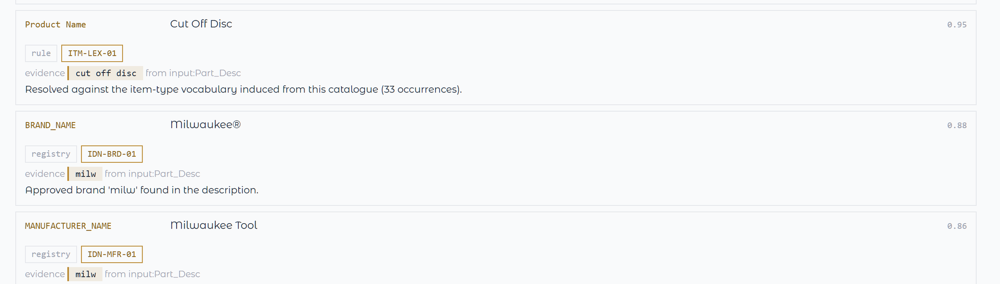 Product Name Cut Off Disc 0.95
rule ITM-LEX-01
evidence cut off disc from input:Part_Desc
Resolved against the item-type vocabulary induced from this catalogue (33 occurrences).
BRAND_NAME Milwaukee® 0.88
registry IDN-BRD-01
evidence milw from input:Part_Desc
Approved brand 'milw' found in the description.
MANUFACTURER_NAME Milwaukee Tool 0.86
registry IDN-MFR-01
evidence milw from input:Part_Desc